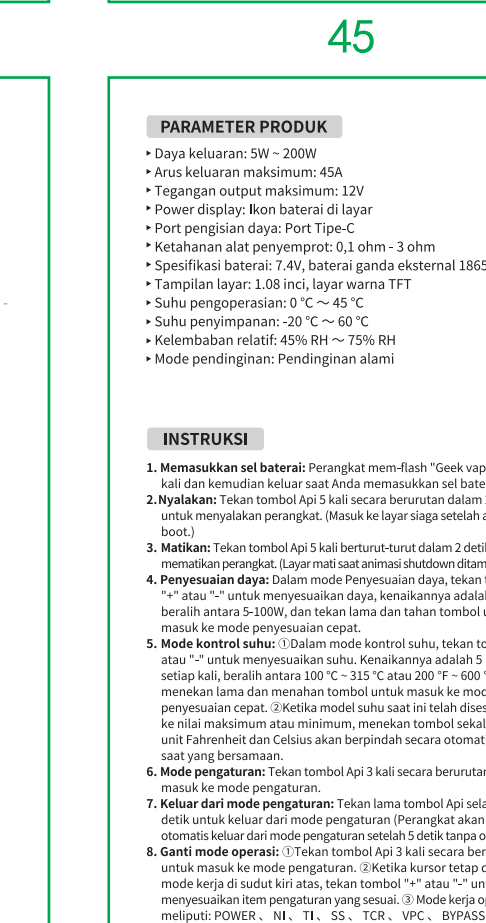 45
PARAMETER PRODUK
‣ Daya keluaran: 5W ~ 200W
‣ Arus keluaran maksimum: 45A
‣ Tegangan output maksimum: 12V
‣ Power display: Ikon baterai di layar
‣ Port pengisian daya: Port Tipe-C
‣ Ketahanan alat penyemprot: 0,1 ohm - 3 ohm
‣ Spesifikasi baterai: 7.4V, baterai ganda eksternal 1865
‣ Tampilan layar: 1.08 inci, layar warna TFT
‣ Suhu pengoperasian: 0 °C ～ 45 °C
‣ Suhu penyimpanan: -20 °C ～ 60 °C
‣ Kelembaban relatif: 45% RH ～ 75% RH
‣ Mode pendinginan: Pendinginan alami
INSTRUKSI
1. Memasukkan sel baterai: Perangkat mem-flash "Geek vap
kali dan kemudian keluar saat Anda memasukkan sel bate
2.Nyalakan: Tekan tombol Api 5 kali secara berurutan dalam
untuk menyalakan perangkat. (Masuk ke layar siaga setelah a
boot.)
3. Matikan: Tekan tombol Api 5 kali berturut-turut dalam 2 detil
mematikan perangkat. (Layar mati saat animasi shutdown ditam
4. Penyesuaian daya: Dalam mode Penyesuaian daya, tekan t
"+" atau "-" untuk menyesuaikan daya, kenaikannya adala
beralih antara 5-100W, dan tekan lama dan tahan tombol u
masuk ke mode penyesuaian cepat.
5. Mode kontrol suhu: ①Dalam mode kontrol suhu, tekan to
atau "-" untuk menyesuaikan suhu. Kenaikannya adalah 5
setiap kali, beralih antara 100 °C ~ 315 °C atau 200 °F ~ 600 °
menekan lama dan menahan tombol untuk masuk ke mod
penyesuaian cepat. ②Ketika model suhu saat ini telah dises
ke nilai maksimum atau minimum, menekan tombol sekal
unit Fahrenheit dan Celsius akan berpindah secara otomat
saat yang bersamaan.
6. Mode pengaturan: Tekan tombol Api 3 kali secara berurutan
masuk ke mode pengaturan.
7. Keluar dari mode pengaturan: Tekan lama tombol Api sela
detik untuk keluar dari mode pengaturan (Perangkat akan
otomatis keluar dari mode pengaturan setelah 5 detik tanpa o
8. Ganti mode operasi: ①Tekan tombol Api 3 kali secara ber
untuk masuk ke mode pengaturan. ②Ketika kursor tetap d
mode kerja di sudut kiri atas, tekan tombol "+" atau "-" un
menyesuaikan item pengaturan yang sesuai. ③ Mode kerja o
meliputi: POWER 、 NI 、 TI 、 SS 、 TCR 、 VPC 、 BYPASS